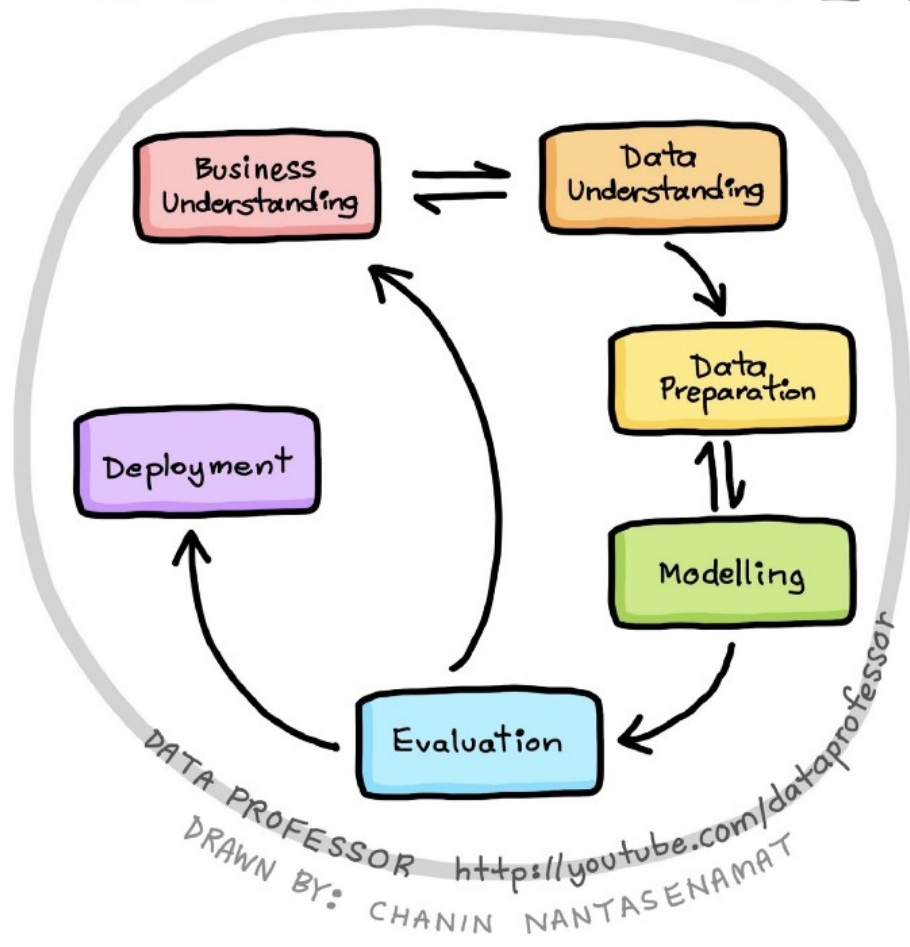 Business
Understanding
Data
Understanding
Data
Preparation
Modelling
Evaluation
Deployment
DATA PROFESSOR http://youtube.com/dataprofessor
DRAWN BY: CHANIN NANTASENAMAT